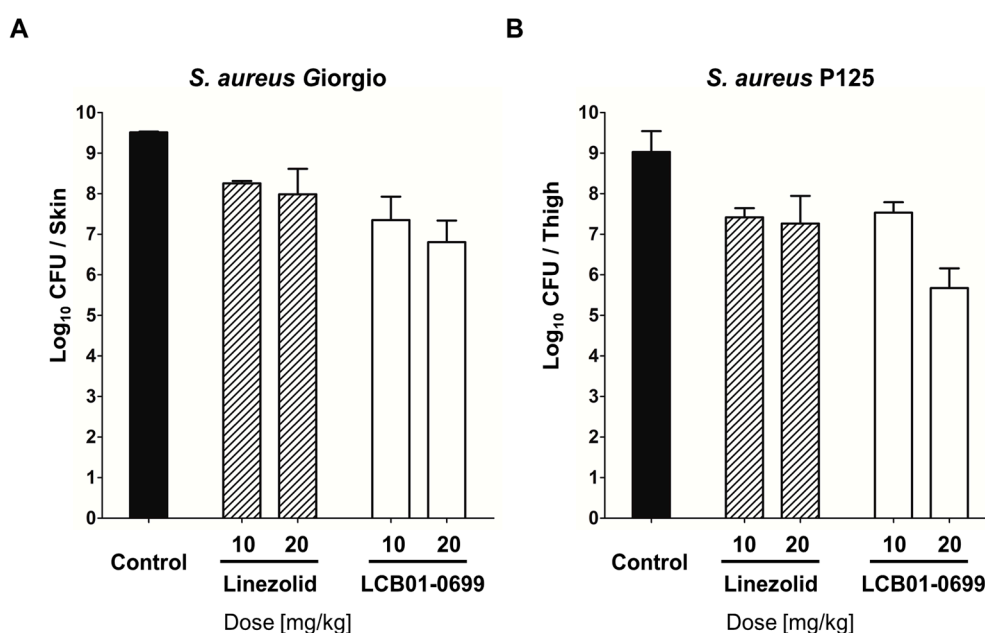 A
S. aureus Giorgio
Log10 CFU / Skin
10
9
8
7
6
5
4
3
2
1
0
Control
10 20 10 20
Linezolid LCB01-0699
Dose [mg/kg]
B
S. aureus P125
Log10 CFU / Thigh
10
9
8
7
6
5
4
3
2
1
0
Control
10 20 10 20
Linezolid LCB01-0699
Dose [mg/kg]